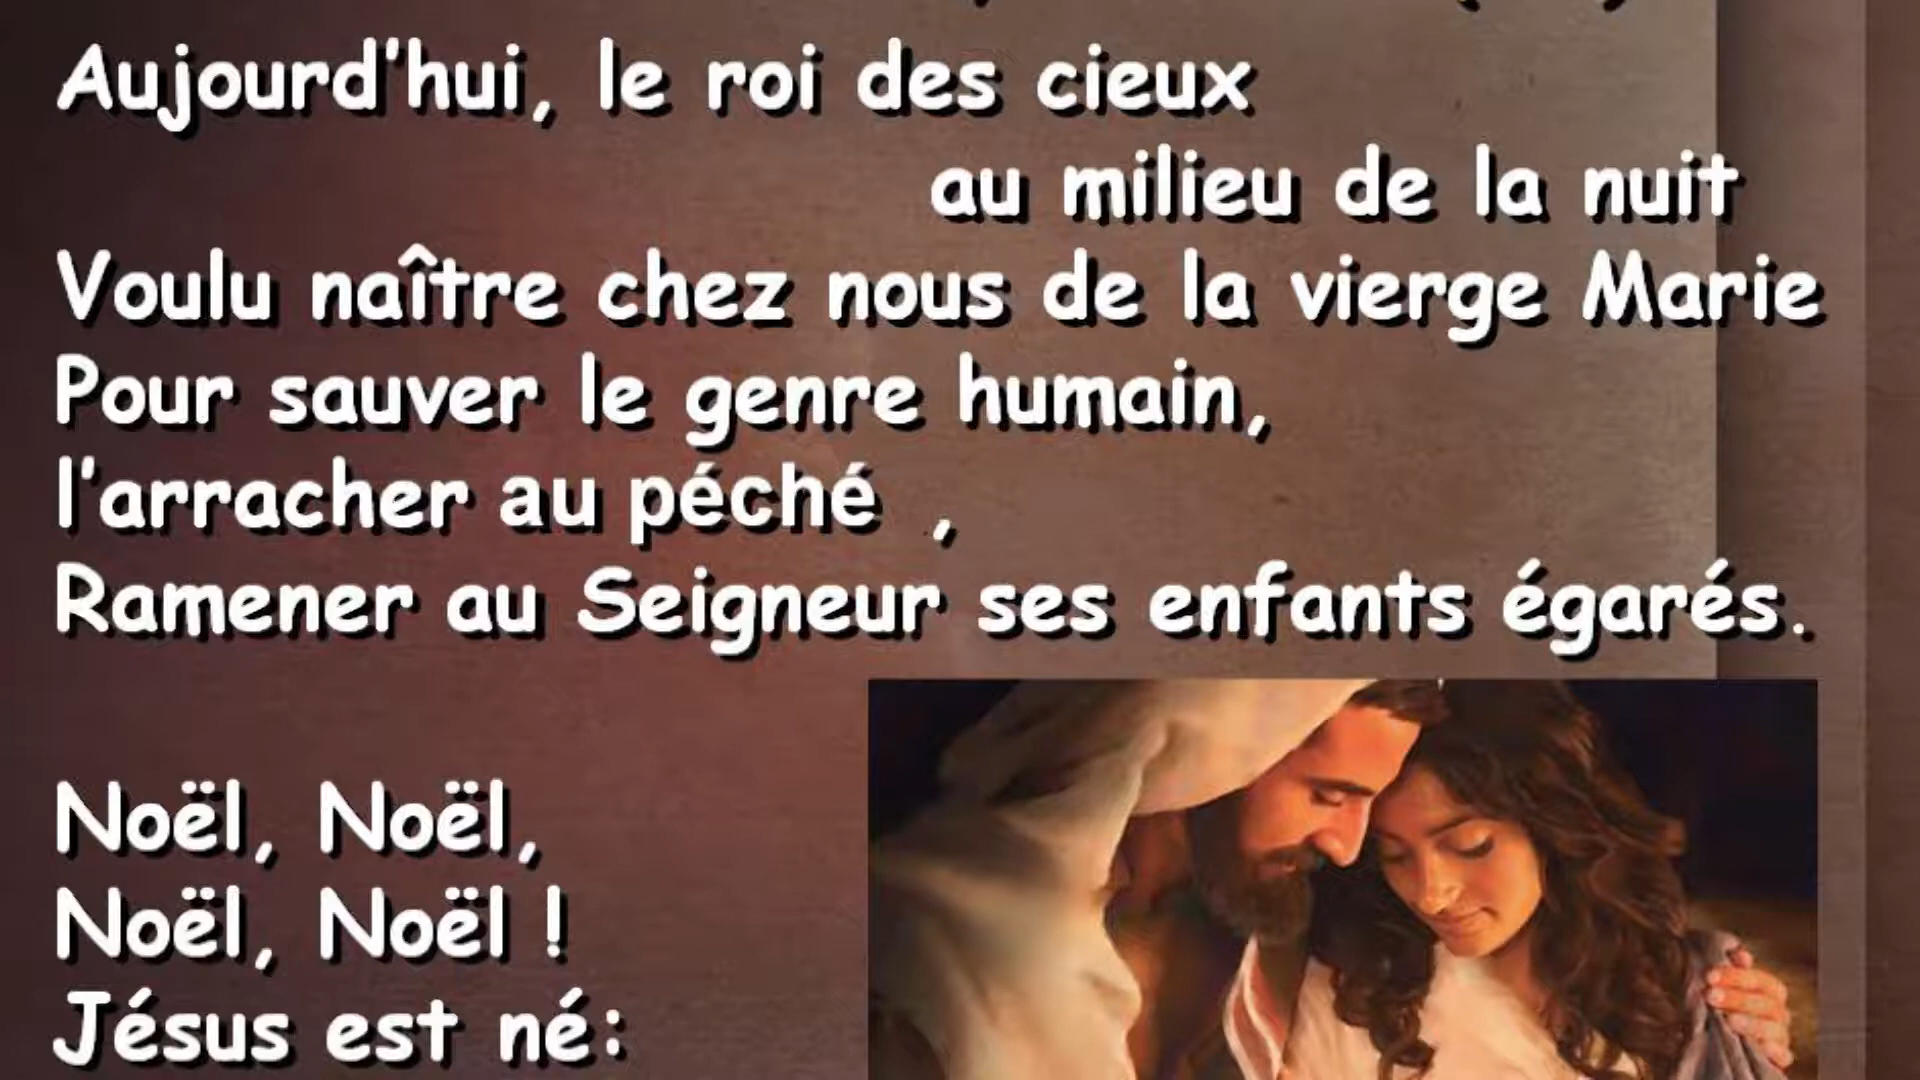 Aujourd'hui, le roi des cieux
au milieu de la nuit
Voulu naître chez nous de la vierge Marie
Pour sauver le genre humain,
l'arracher au péché ,
Ramener au Seigneur ses enfants égarés.
Noël, Noël,
Noël, Noël !
Jésus est né: